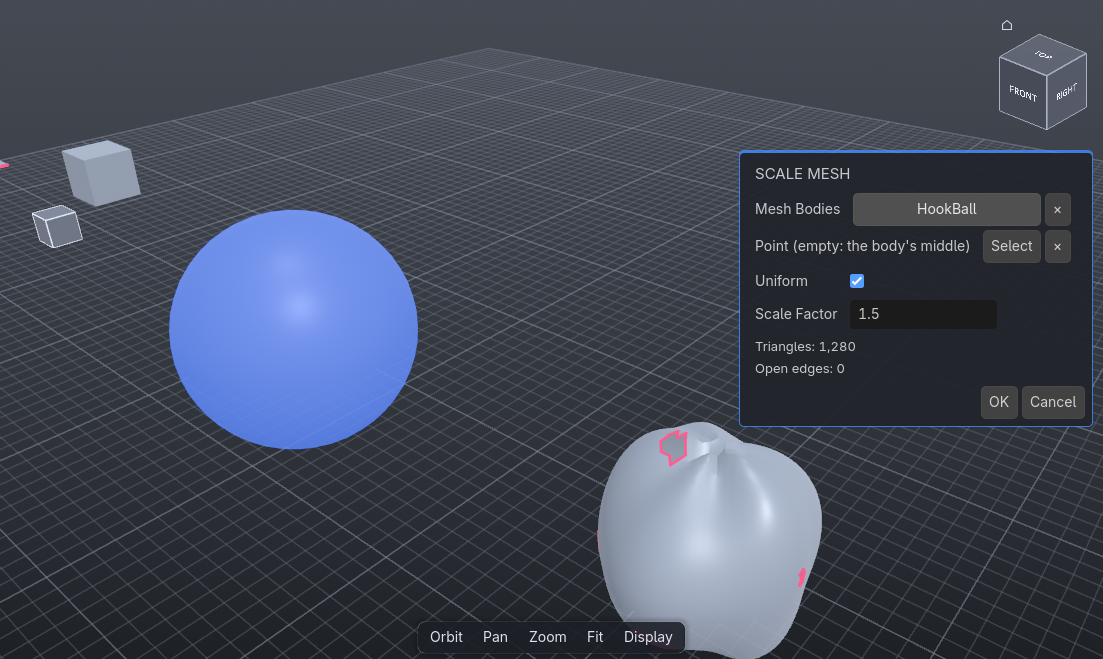 TOP
FRONT
RIGHT
SCALE MESH
Mesh Bodies HookBall ×
Point (empty: the body's middle) Select ×
Uniform
Scale Factor 1.5
Triangles: 1,280
Open edges: 0
OK Cancel
Orbit Pan Zoom Fit Display